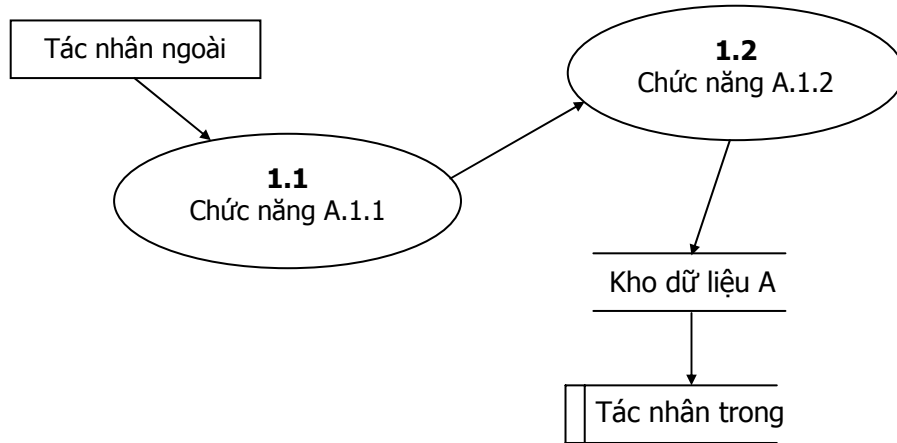 Tác nhân ngoài
1.1
Chức năng A.1.1
1.2
Chức năng A.1.2
Kho dữ liệu A
Tác nhân trong